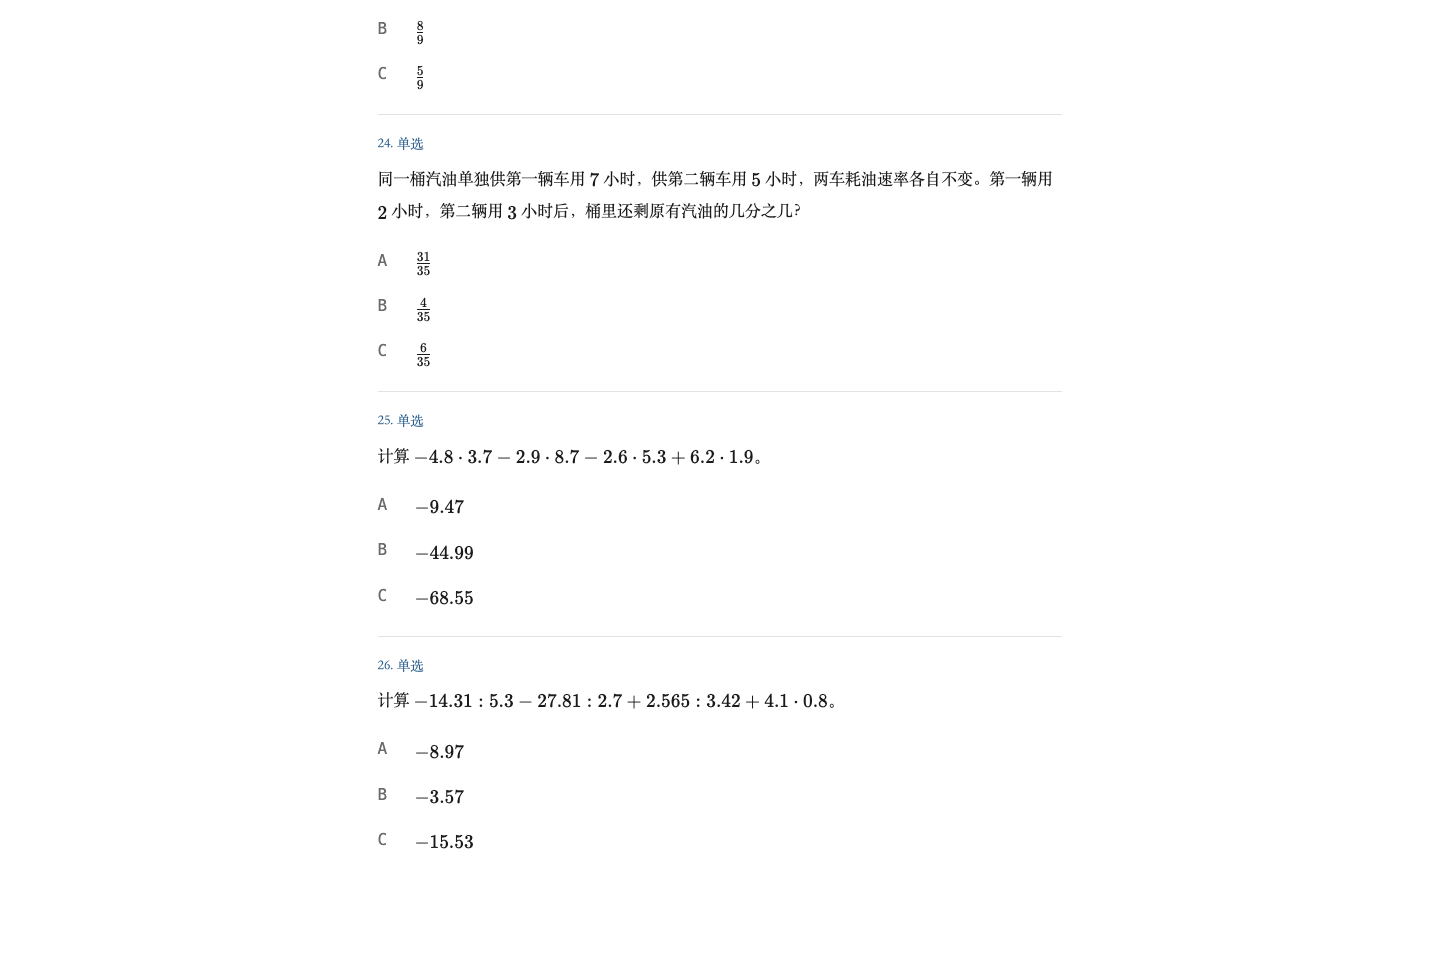 B $\frac{8}{9}$
C $\frac{5}{9}$
24. 单选
同一桶汽油单独供第一辆车用 7 小时，供第二辆车用 5 小时，两车耗油速率各自不变。第一辆用
2 小时，第二辆用 3 小时后，桶里还剩原有汽油的几分之几？
A $\frac{31}{35}$
B $\frac{4}{35}$
C $\frac{6}{35}$
25. 单选
计算 −4.8 · 3.7 − 2.9 · 8.7 − 2.6 · 5.3 + 6.2 · 1.9。
A −9.47
B −44.99
C −68.55
26. 单选
计算 −14.31 : 5.3 − 27.81 : 2.7 + 2.565 : 3.42 + 4.1 · 0.8。
A −8.97
B −3.57
C −15.53